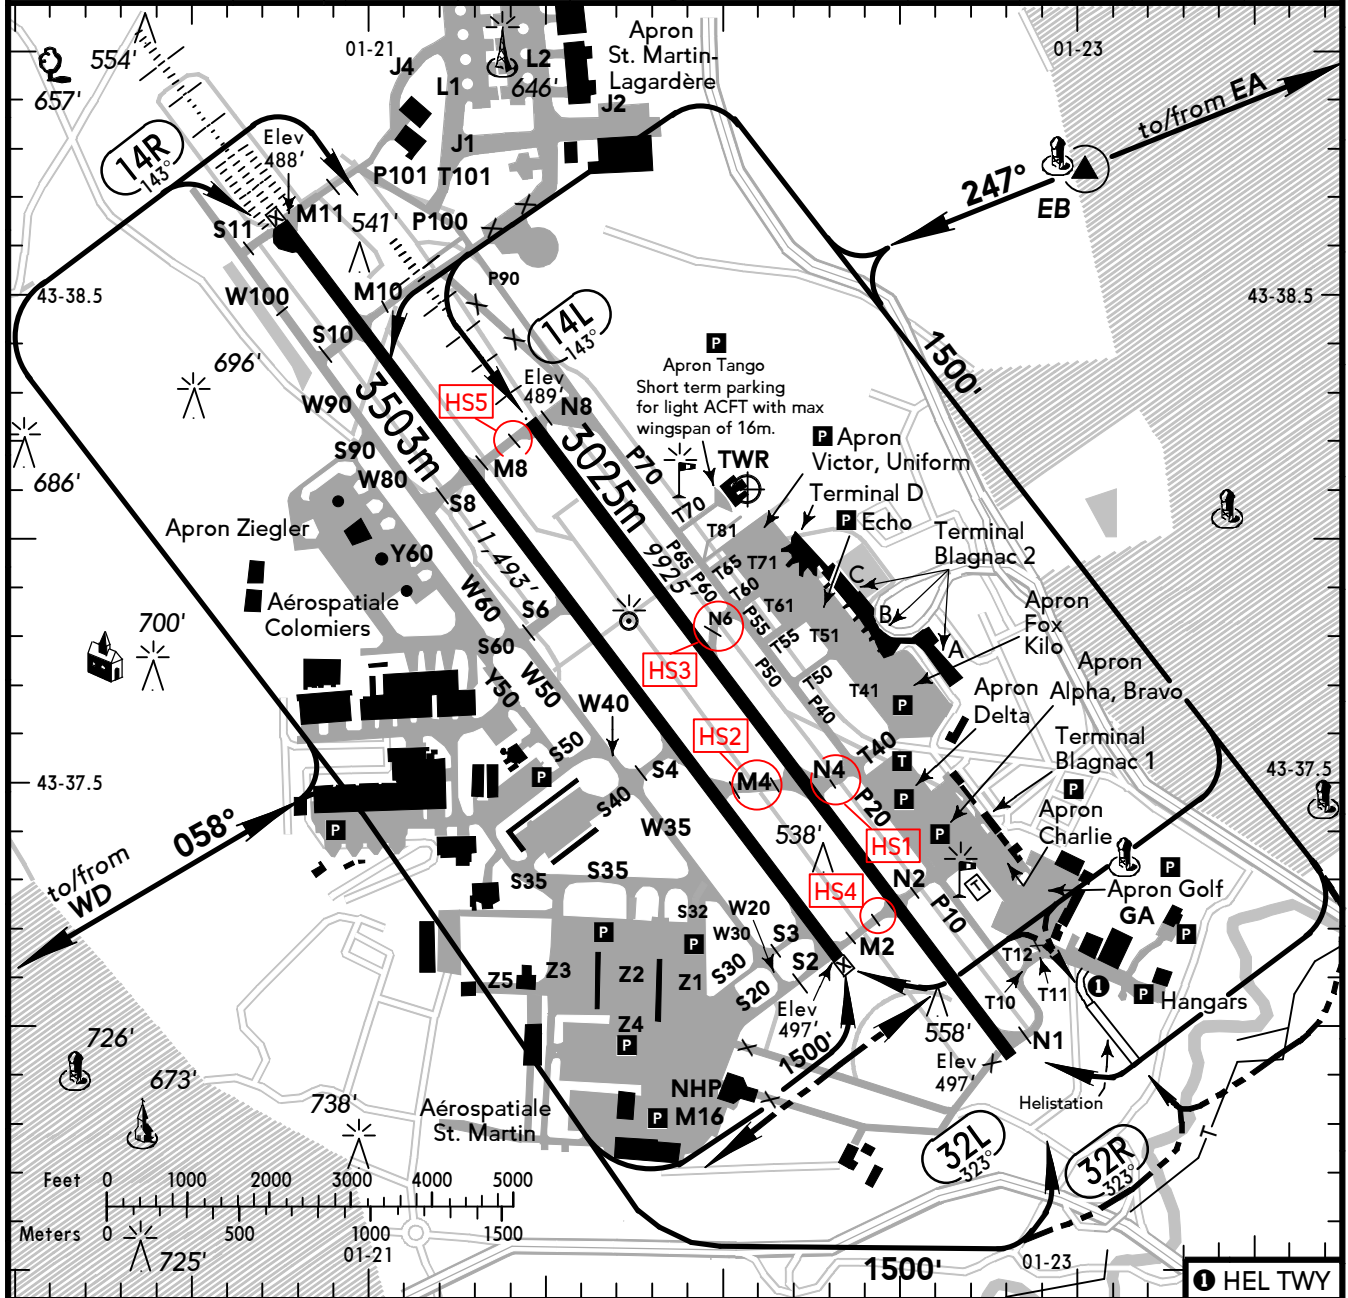 01-21
01-23
554'
657'
J4
L1
L2
646'
Apron
St. Martin-
Lagardère
J2
J1
to/from EA
14R
143°
Elev
488'
P101
T101
247°
EB
S11
M11
541'
P100
43-38.5
W100
M10
P90
43-38.5
S10
14L
143°
1500'
696'
P
Apron Tango
Short term parking
for light ACFT with max
wingspan of 16m.
W90
3503m
HS5
Elev
489'
N8
S90
W80
M8
3025m
P70
TWR
P Apron
Victor, Uniform
686'
S8
Terminal D
P Echo
Apron Ziegler
11,493'
T70
T81
Terminal
Blagnac 2
Y60
P65
T65
T71
9925'
P60
T60
C
Aérospatiale
Colomiers
W60
S6
N6
P55
T61
B
Apron
Fox
Kilo
700'
S60
T55
T51
A
HS3
P50
T50
Apron
Alpha, Bravo
Y50
W50
W40
T41
P
Apron
Delta
P40
HS2
Terminal
Blagnac 1
S50
T40
T
43-37.5
P
S4
M4
N4
43-37.5
P
P
S40
P20
Apron
Charlie
058°
P
W35
538'
HS1
P
to/from
WD
S35
S35
HS4
N2
T
P
Apron Golf
GA
S32
W20
W30
P10
P
P
S3
M2
P
Z3
Z2
Z1
S30
S2
T12
Z5
S20
T10
T11
1
P
Hangars
Z4
P
Elev
497'
558'
N1
726'
1500'
Elev
497'
673'
NHP
M16
P
738'
Aérospatiale
St. Martin
Helistation
32L
323°
32R
323°
T
Feet 0 1000 2000 3000 4000 5000
Meters 0 500 1000 1500
725'
01-21
01-23
1500'
1 HEL TWY